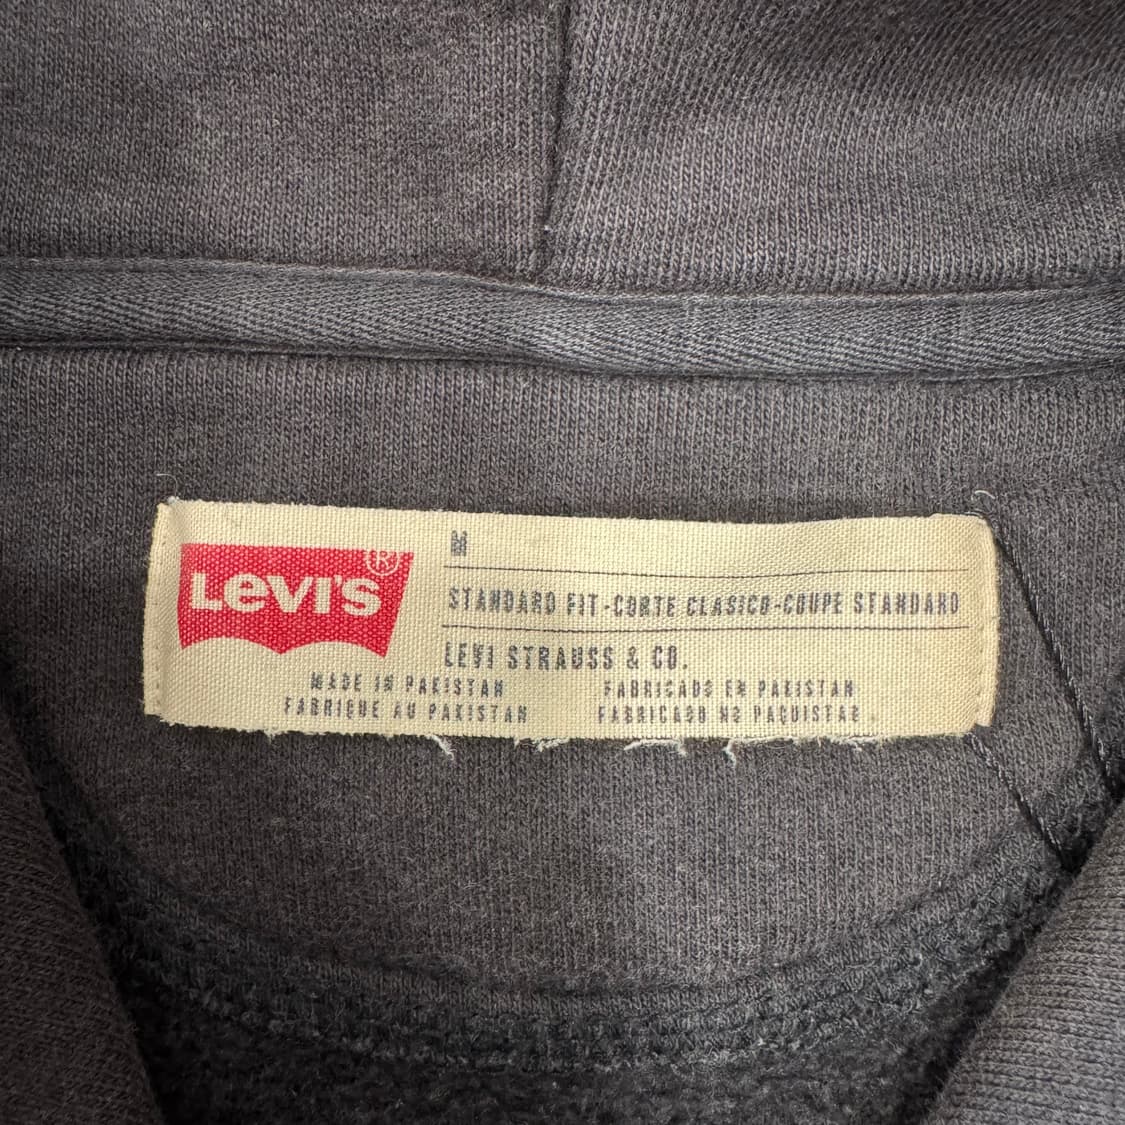 LEVI'S®
M
STANDARD FIT-CORTE CLASICO-COUPE STANDARD
LEVI STRAUSS & CO.
MADE IN PAKISTAN FABRICADO EN PAKISTAN
FABRIQUE AU PAKISTAN FABRICADO NO PAQUISTAO.